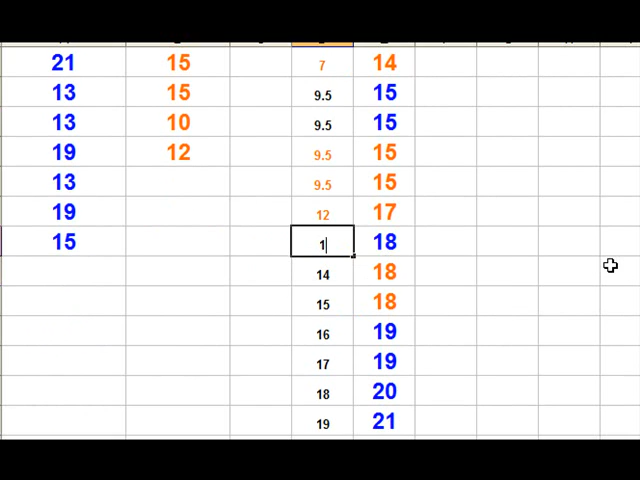 21 15 7 14
13 15 9.5 15
13 10 9.5 15
19 12 9.5 15
13 9.5 15
19 12 17
15 1 18
14 18
15 18
16 19
17 19
18 20
19 21